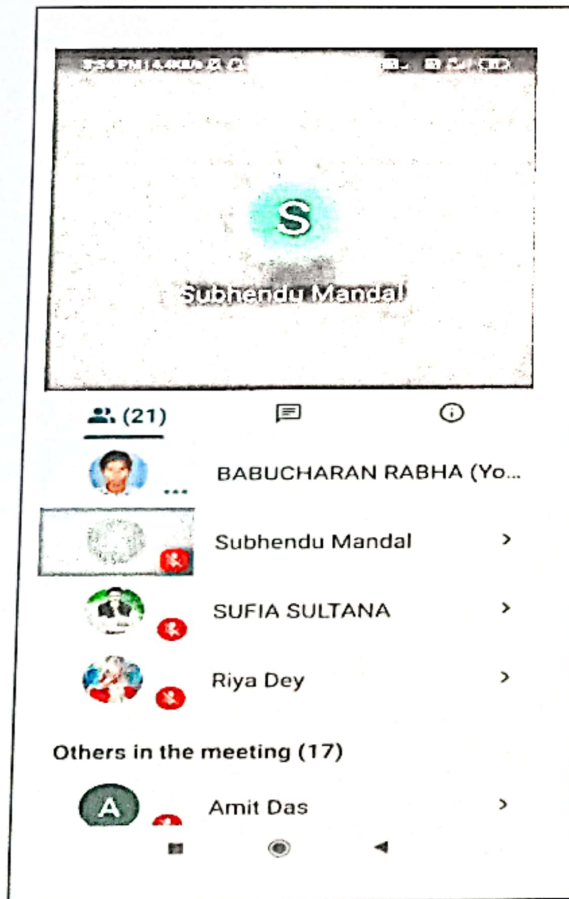 S
Subhendu Mandal
(21)
BABUCHARAN RABHA (Yo...
Subhendu Mandal
SUFIA SULTANA
Riya Dey
Others in the meeting (17)
A
Amit Das